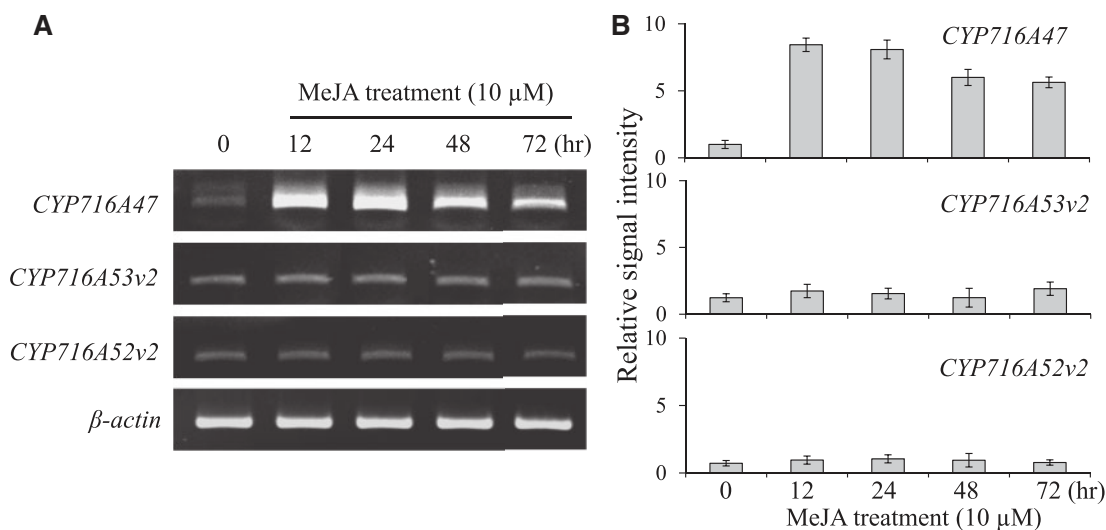 A
MeJA treatment (10 µM)
0 12 24 48 72 (hr)
CYP716A47
CYP716A53v2
CYP716A52v2
β-actin
B
Relative signal intensity
10
5
0
CYP716A47
10
5
0
CYP716A53v2
10
5
0
CYP716A52v2
0 12 24 48 72 (hr)
MeJA treatment (10 µM)